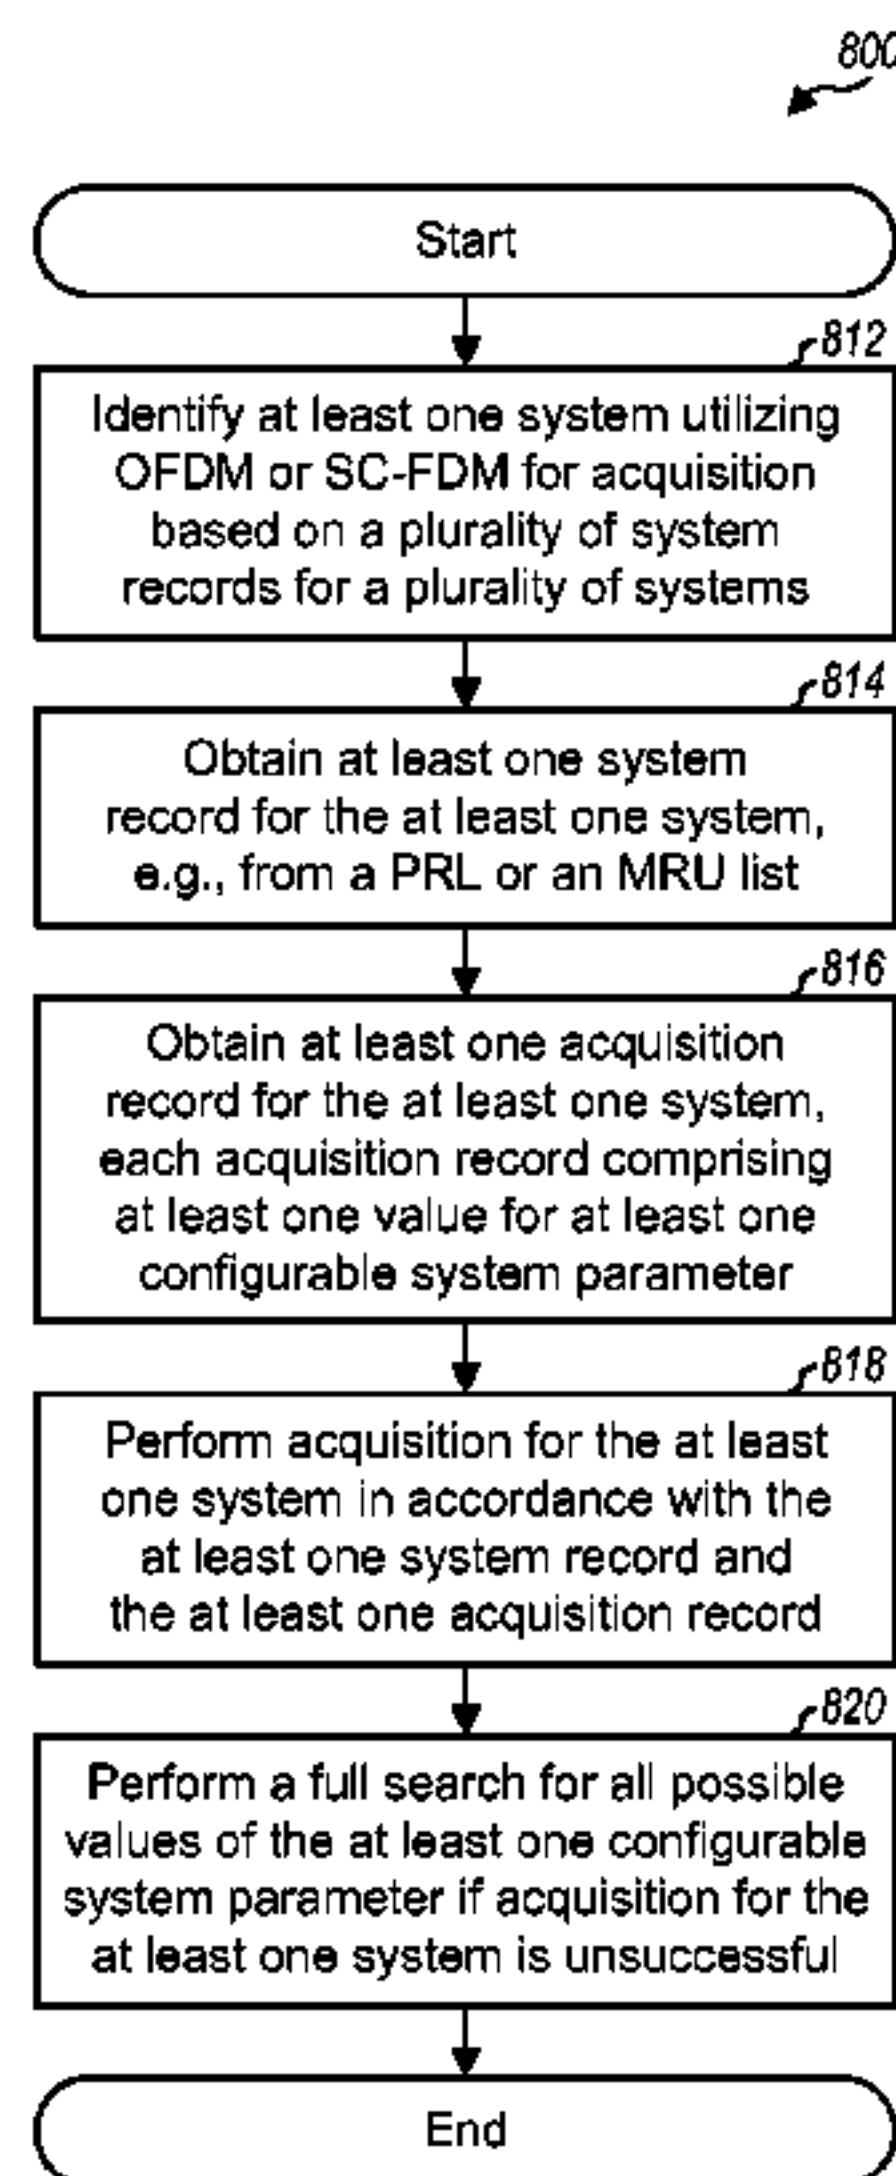 800
Start
812
Identify at least one system utilizing
OFDM or SC-FDM for acquisition
based on a plurality of system
records for a plurality of systems
814
Obtain at least one system
record for the at least one system,
e.g., from a PRL or an MRU list
816
Obtain at least one acquisition
record for the at least one system,
each acquisition record comprising
at least one value for at least one
configurable system parameter
818
Perform acquisition for the at least
one system in accordance with the
at least one system record and
the at least one acquisition record
820
Perform a full search for all possible
values of the at least one configurable
system parameter if acquisition for the
at least one system is unsuccessful
End